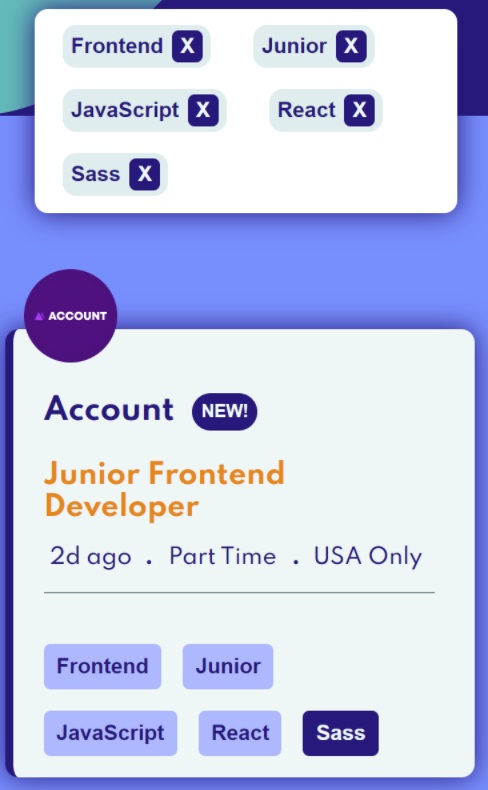 Frontend X Junior X
JavaScript X React X
Sass X
ACCOUNT
Account NEW!
Junior Frontend
Developer
2d ago . Part Time . USA Only
Frontend Junior
JavaScript React Sass